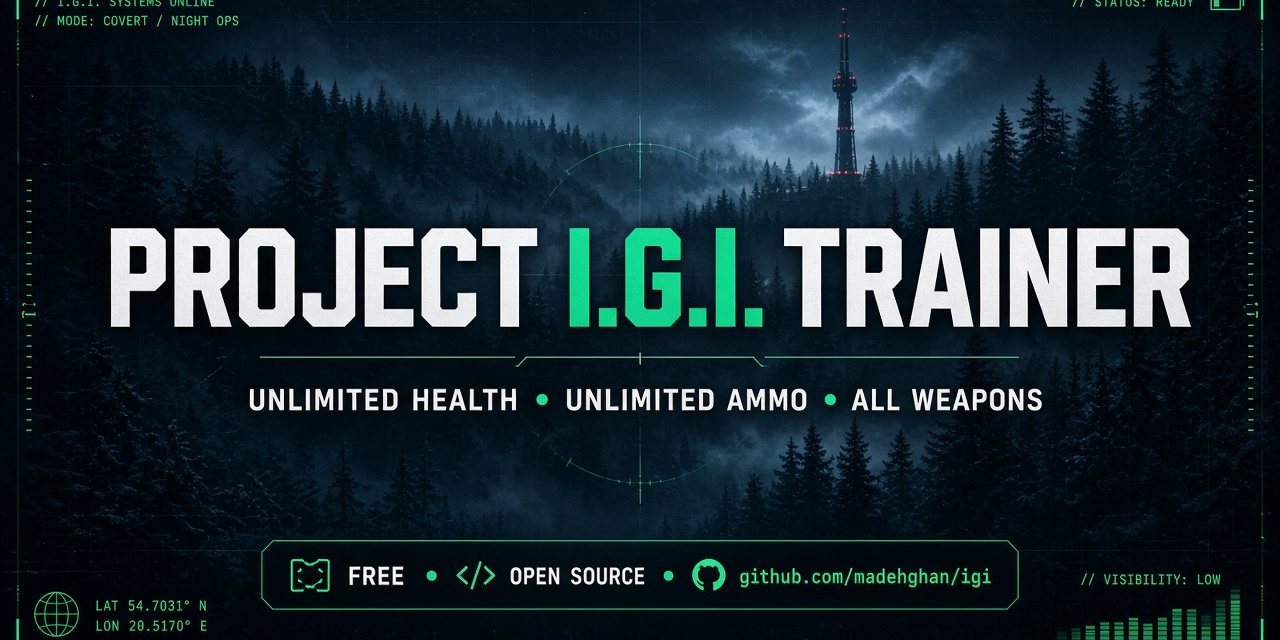 // I.G.I. SYSTEMS ONLINE
// MODE: COVERT / NIGHT OPS
// STATUS: READY
PROJECT I.G.I. TRAINER
UNLIMITED HEALTH • UNLIMITED AMMO • ALL WEAPONS
FREE • </> OPEN SOURCE • github.com/madehghan/igi
// VISIBILITY: LOW
LAT 54.7031° N
LON 20.5170° E